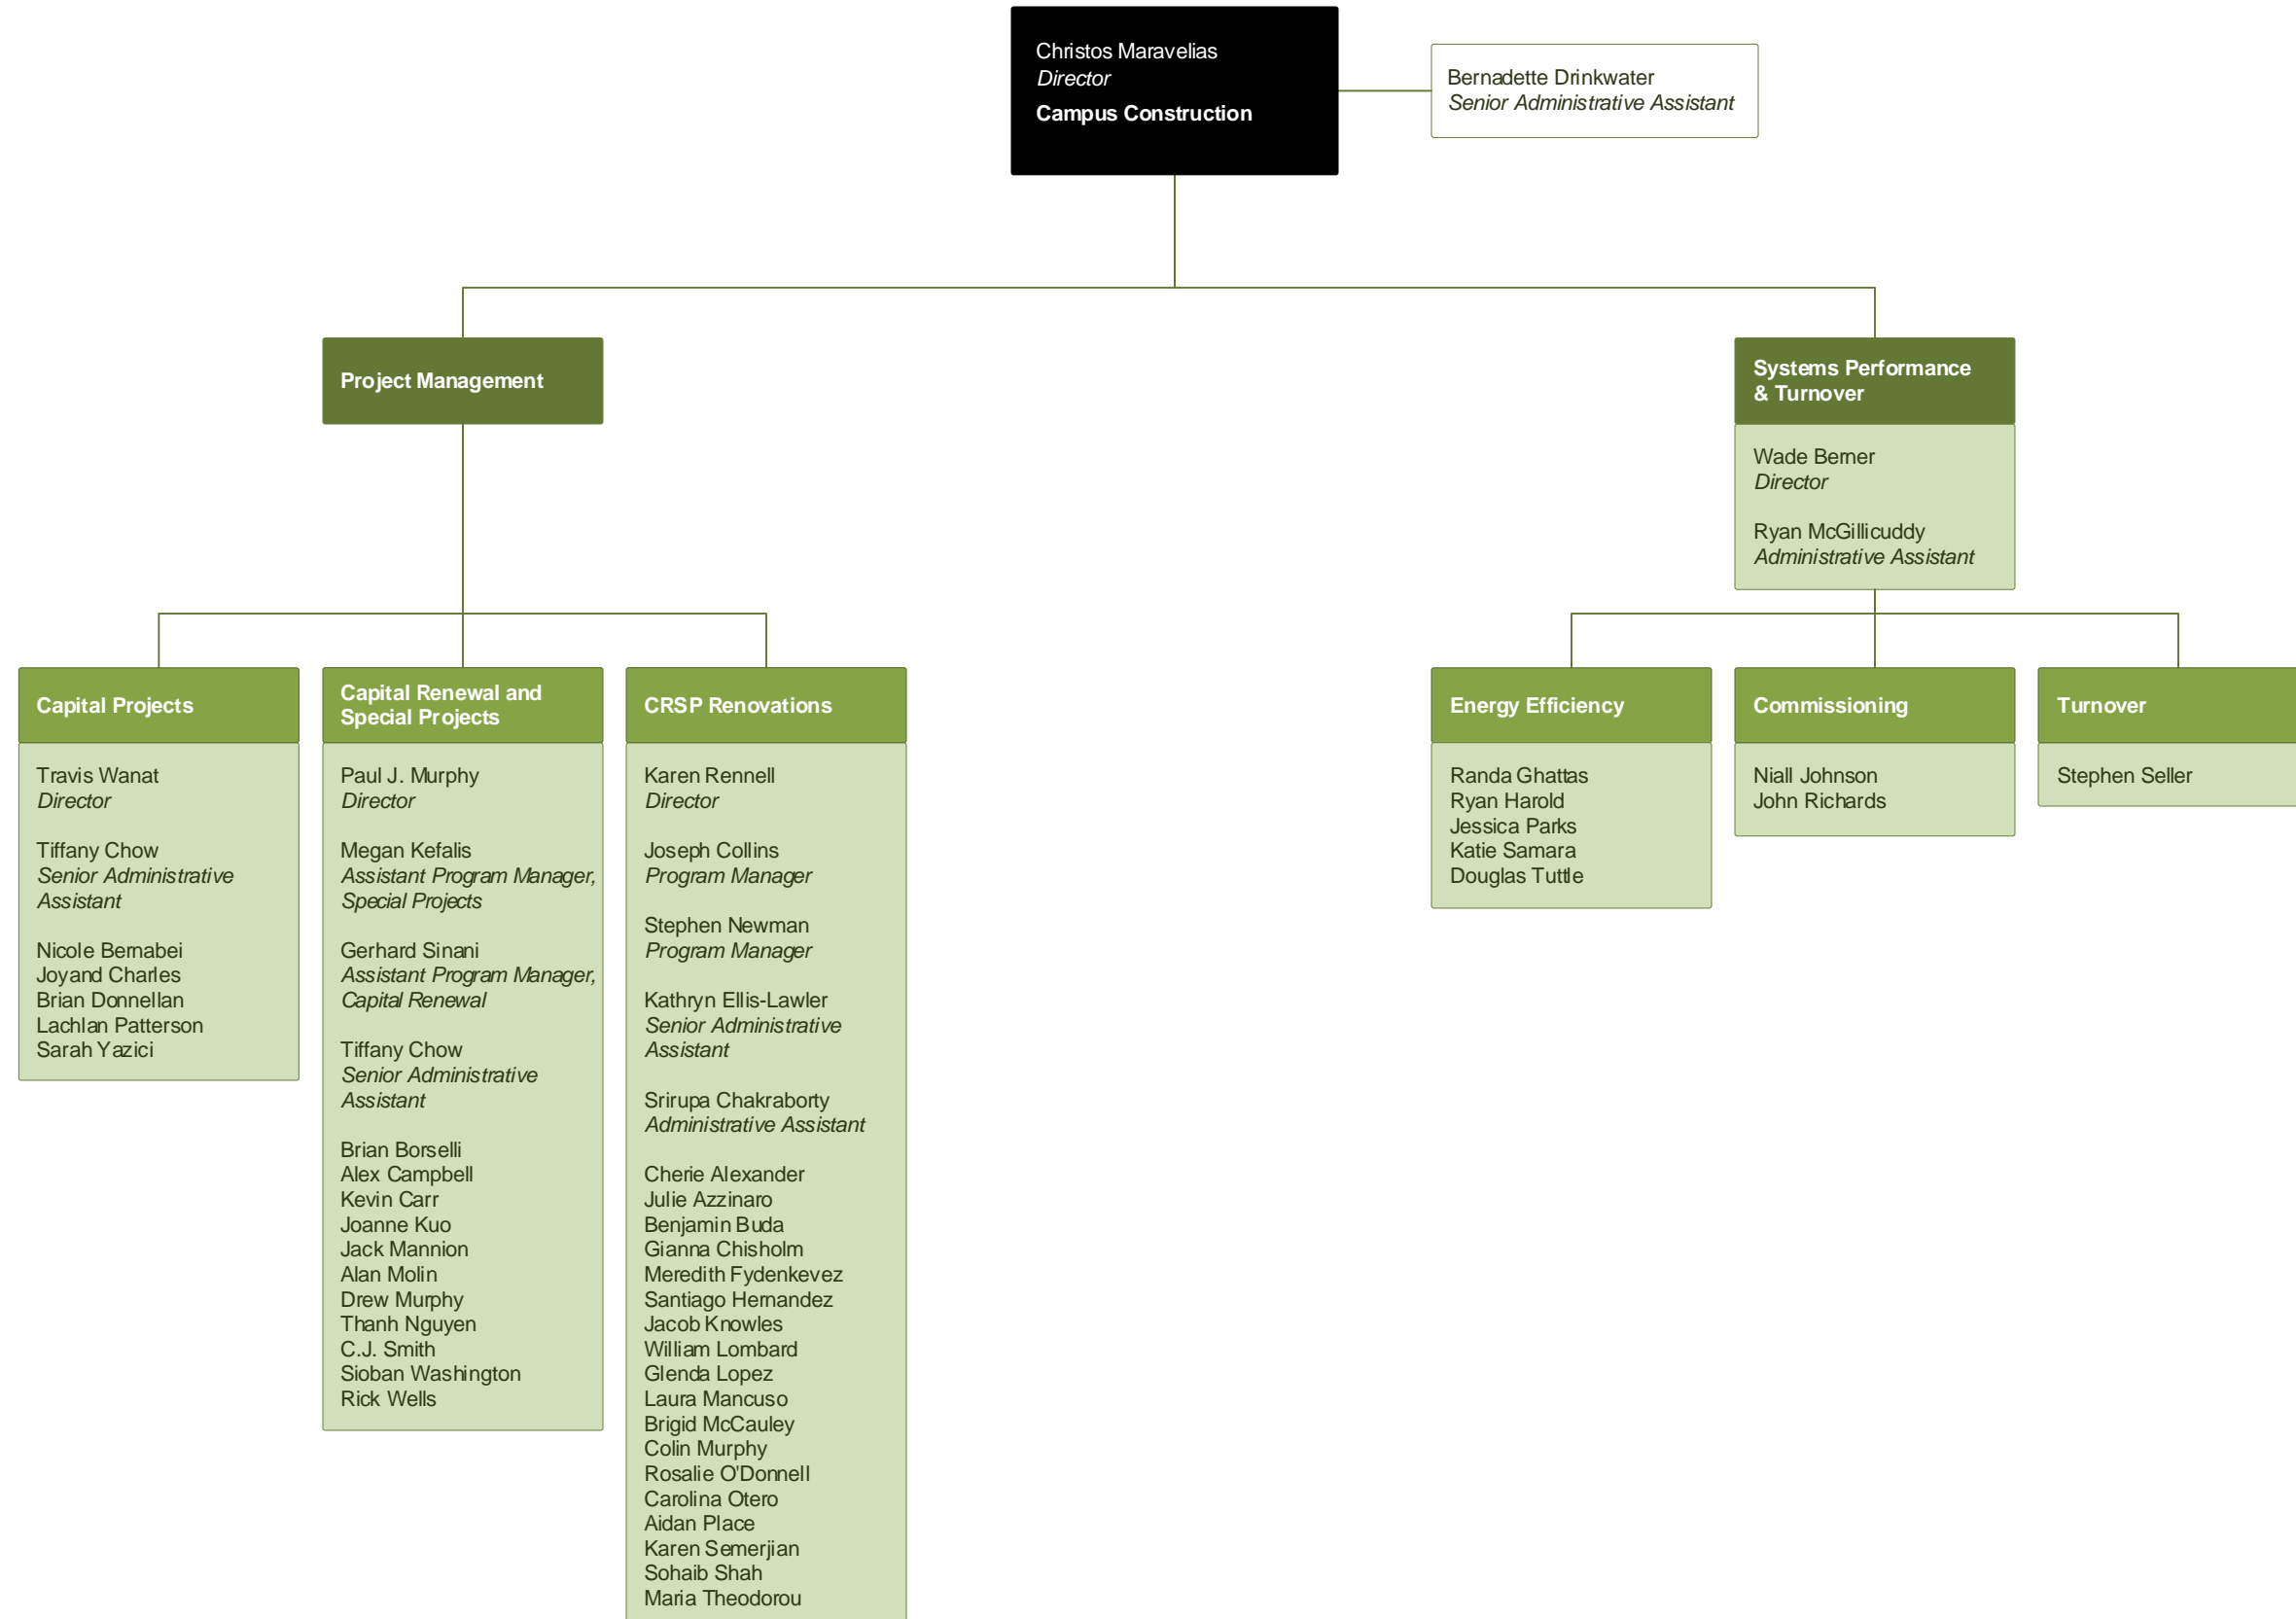 Christos Maravelias
Director
Campus Construction
Bernadette Drinkwater
Senior Administrative Assistant
Project Management
Systems Performance
& Turnover
Wade Berner
Director
Ryan McGillicuddy
Administrative Assistant
Capital Projects
Travis Wanat
Director
Tiffany Chow
Senior Administrative
Assistant
Nicole Bernabei
Joyand Charles
Brian Donnellan
Lachlan Patterson
Sarah Yazici
Capital Renewal and
Special Projects
Paul J. Murphy
Director
Megan Kefalis
Assistant Program Manager,
Special Projects
Gerhard Sinani
Assistant Program Manager,
Capital Renewal
Tiffany Chow
Senior Administrative
Assistant
Brian Borselli
Alex Campbell
Kevin Carr
Joanne Kuo
Jack Mannion
Alan Molin
Drew Murphy
Thanh Nguyen
C.J. Smith
Sioban Washington
Rick Wells
CRSP Renovations
Karen Rennell
Director
Joseph Collins
Program Manager
Stephen Newman
Program Manager
Kathryn Ellis-Lawler
Senior Administrative
Assistant
Srirupa Chakraborty
Administrative Assistant
Cherie Alexander
Julie Azzinaro
Benjamin Buda
Gianna Chisholm
Meredith Fydenkevez
Santiago Hernandez
Jacob Knowles
William Lombard
Glenda Lopez
Laura Mancuso
Brigid McCauley
Colin Murphy
Rosalie O'Donnell
Carolina Otero
Aidan Place
Karen Semerjian
Sohaib Shah
Maria Theodorou
Energy Efficiency
Randa Ghattas
Ryan Harold
Jessica Parks
Katie Samara
Douglas Tuttle
Commissioning
Niall Johnson
John Richards
Turnover
Stephen Seller